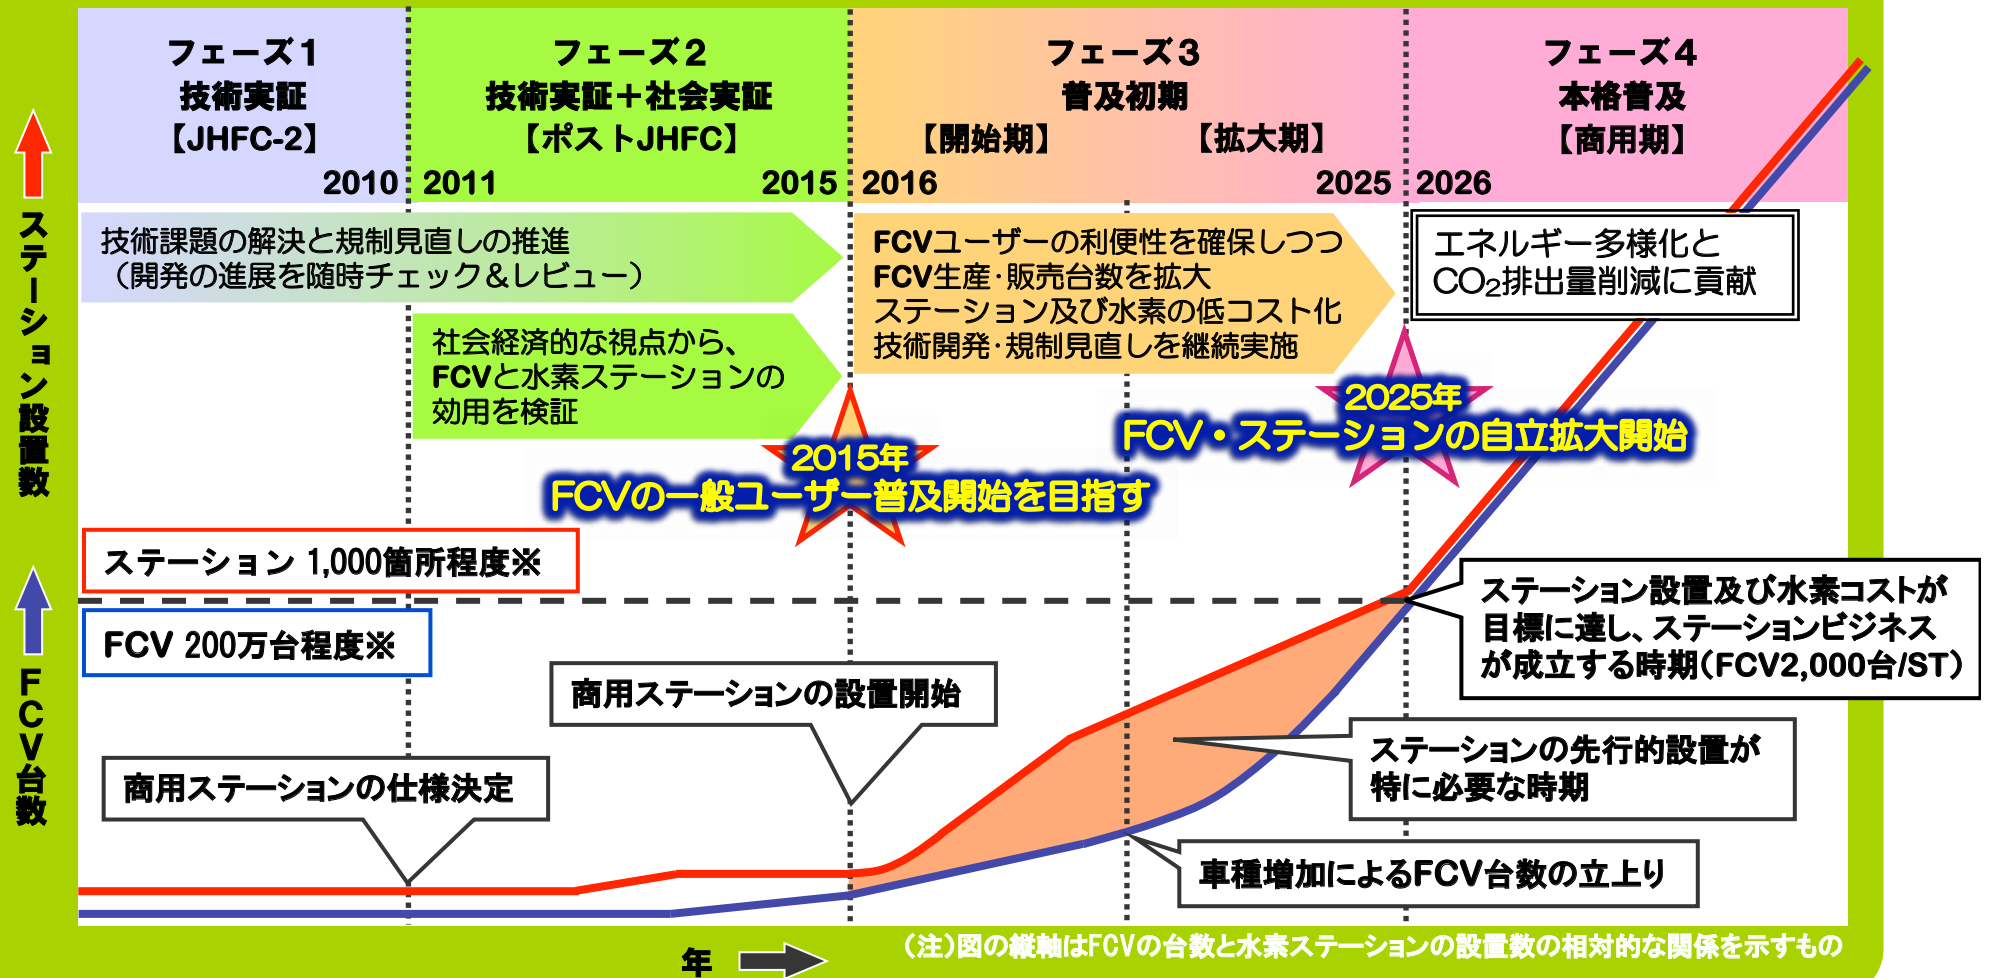 フェーズ1
技術実証
【JHFC-2】
2010
フェーズ2
技術実証＋社会実証
【ポストJHFC】
2011
2015
フェーズ3
普及初期
【開始期】
【拡大期】
2016
2025
フェーズ4
本格普及
【商用期】
2026
ステーション設置数
FCV台数
技術課題の解決と規制見直しの推進
（開発の進展を随時チェック＆レビュー）
社会経済的な視点から、
FCVと水素ステーションの
効用を検証
FCVユーザーの利便性を確保しつつ
FCV生産・販売台数を拡大
ステーション及び水素の低コスト化
技術開発・規制見直しを継続実施
エネルギー多様化と
CO₂排出量削減に貢献
2015年
FCVの一般ユーザー普及開始を目指す
2025年
FCV・ステーションの自立拡大開始
ステーション 1,000箇所程度※
FCV 200万台程度※
商用ステーションの仕様決定
商用ステーションの設置開始
ステーション設置及び水素コストが
目標に達し、ステーションビジネス
が成立する時期（FCV2,000台/ST）
ステーションの先行的設置が
特に必要な時期
車種増加によるFCV台数の立上り
年
（注）図の縦軸はFCVの台数と水素ステーションの設置数の相対的な関係を示すもの